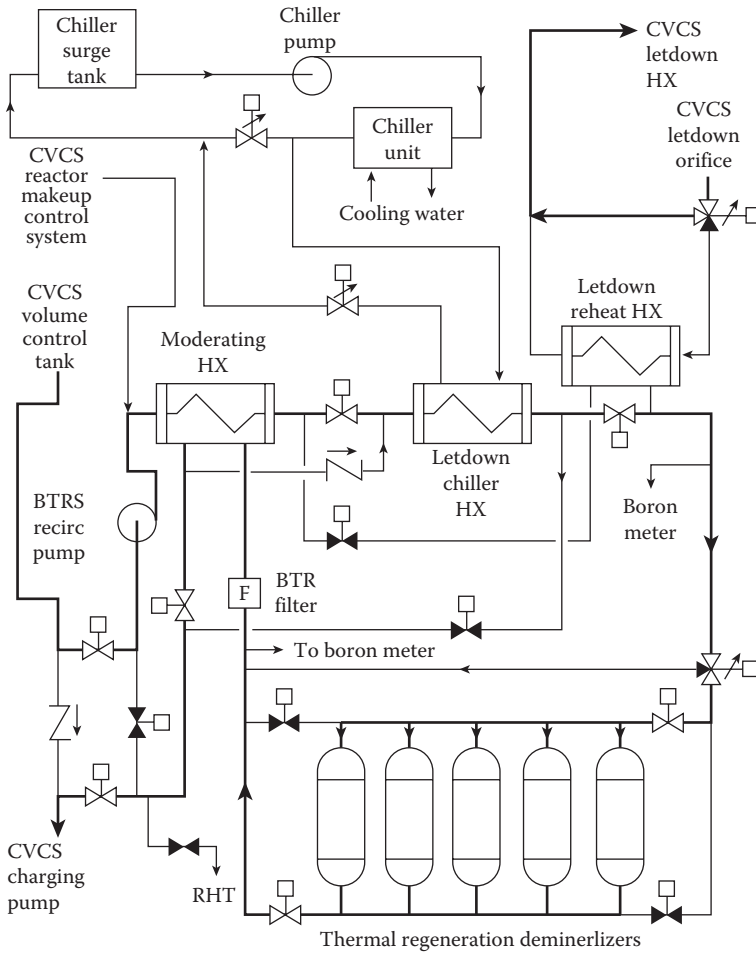 Chiller
surge
tank
Chiller
pump
CVCS
letdown
HX
CVCS
letdown
orifice
Chiller
unit
Cooling water
CVCS
reactor
makeup
control
system
CVCS
volume
control
tank
Moderating
HX
Letdown
reheat HX
Letdown
chiller
HX
Boron
meter
BTRS
recirc
pump
F
BTR
filter
To boron meter
CVCS
charging
pump
RHT
Thermal regeneration deminerlizers